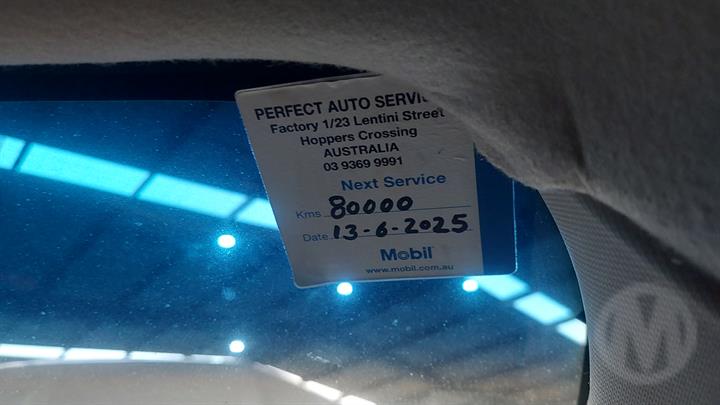 PERFECT AUTO
Factory 1/23 Lentini Street
Hoppers Crossing
AUSTRALIA
03 9369 9991
Next Service
Kms 80000
Date 13-6-2025
Mobil
www.mobil.com.au
M